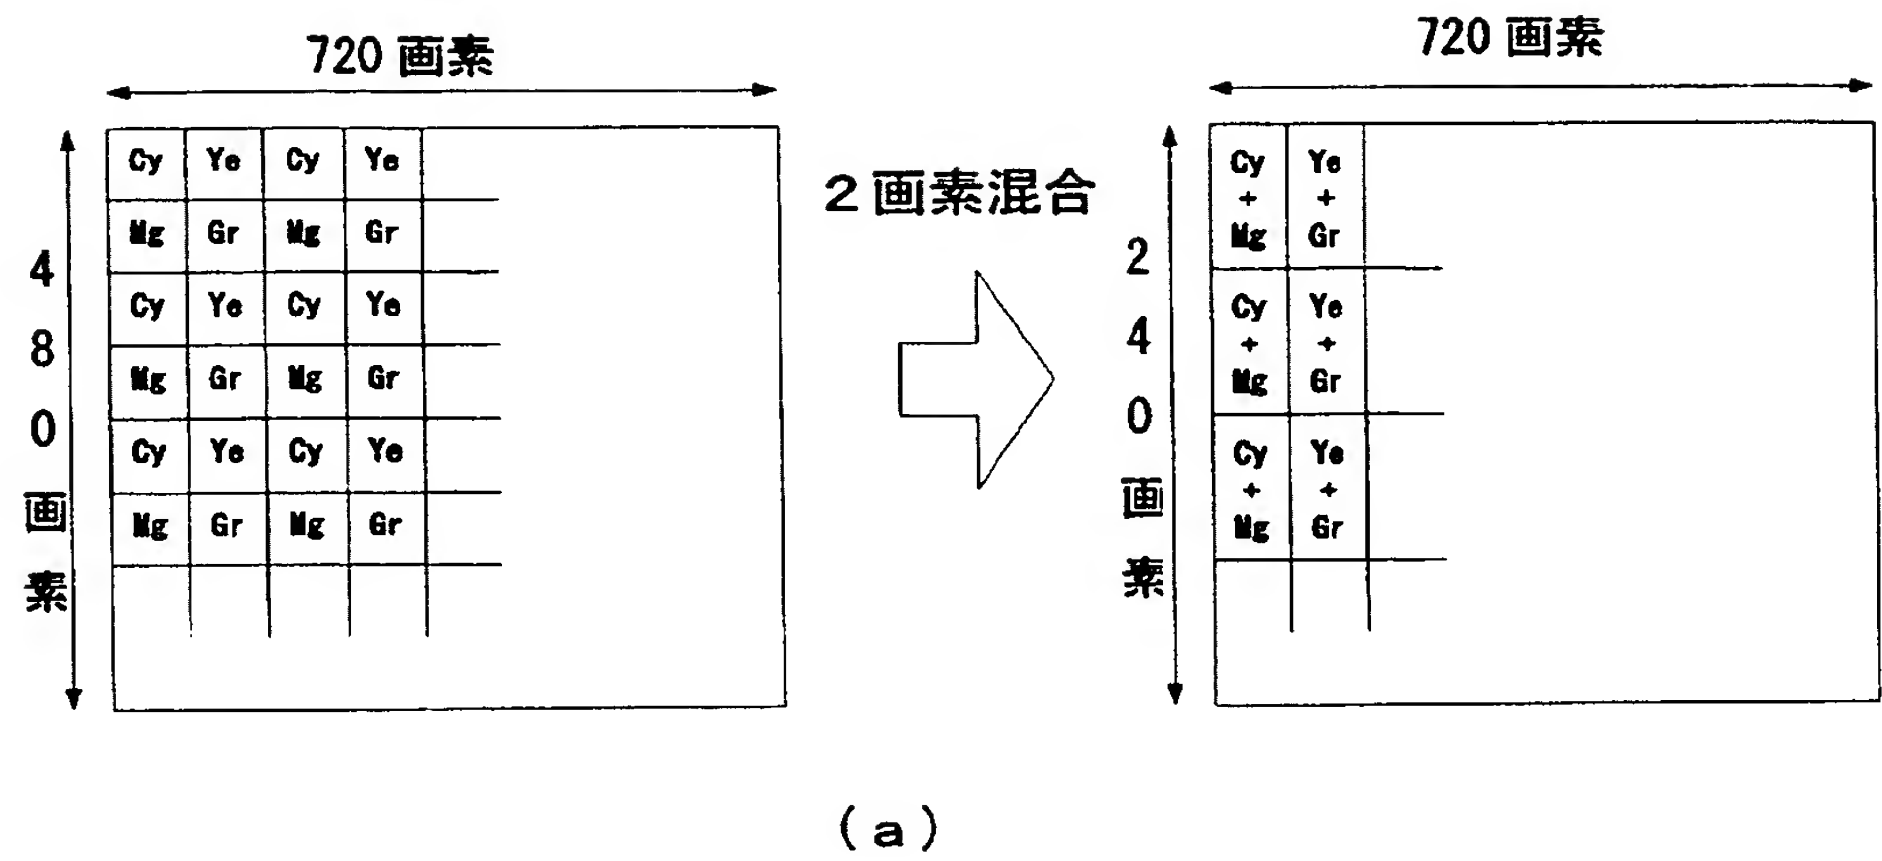 720 画素
480画素
Cy Ye Cy Ye
Mg Gr Mg Gr
Cy Ye Cy Ye
Mg Gr Mg Gr
Cy Ye Cy Ye
Mg Gr Mg Gr
2画素混合
720 画素
240画素
Cy Ye
+ +
Mg Gr
Cy Ye
+ +
Mg Gr
Cy Ye
+ +
Mg Gr
(a)